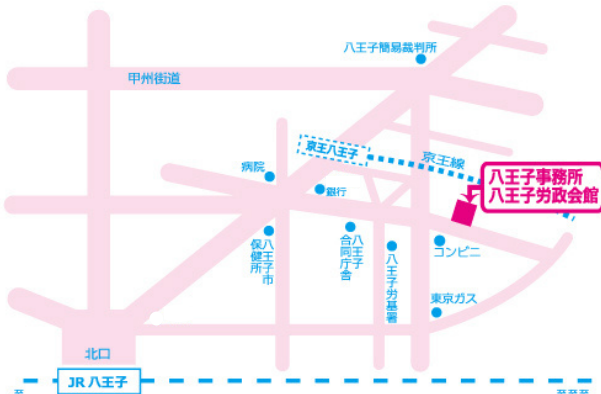 八王子簡易裁判所
甲州街道
京王八王子
京王線
病院
銀行
八王子事務所
八王子労政会館
八王子市
保健所
八王子
合同庁舎
八王子労基署
コンビニ
東京ガス
北口
JR 八王子